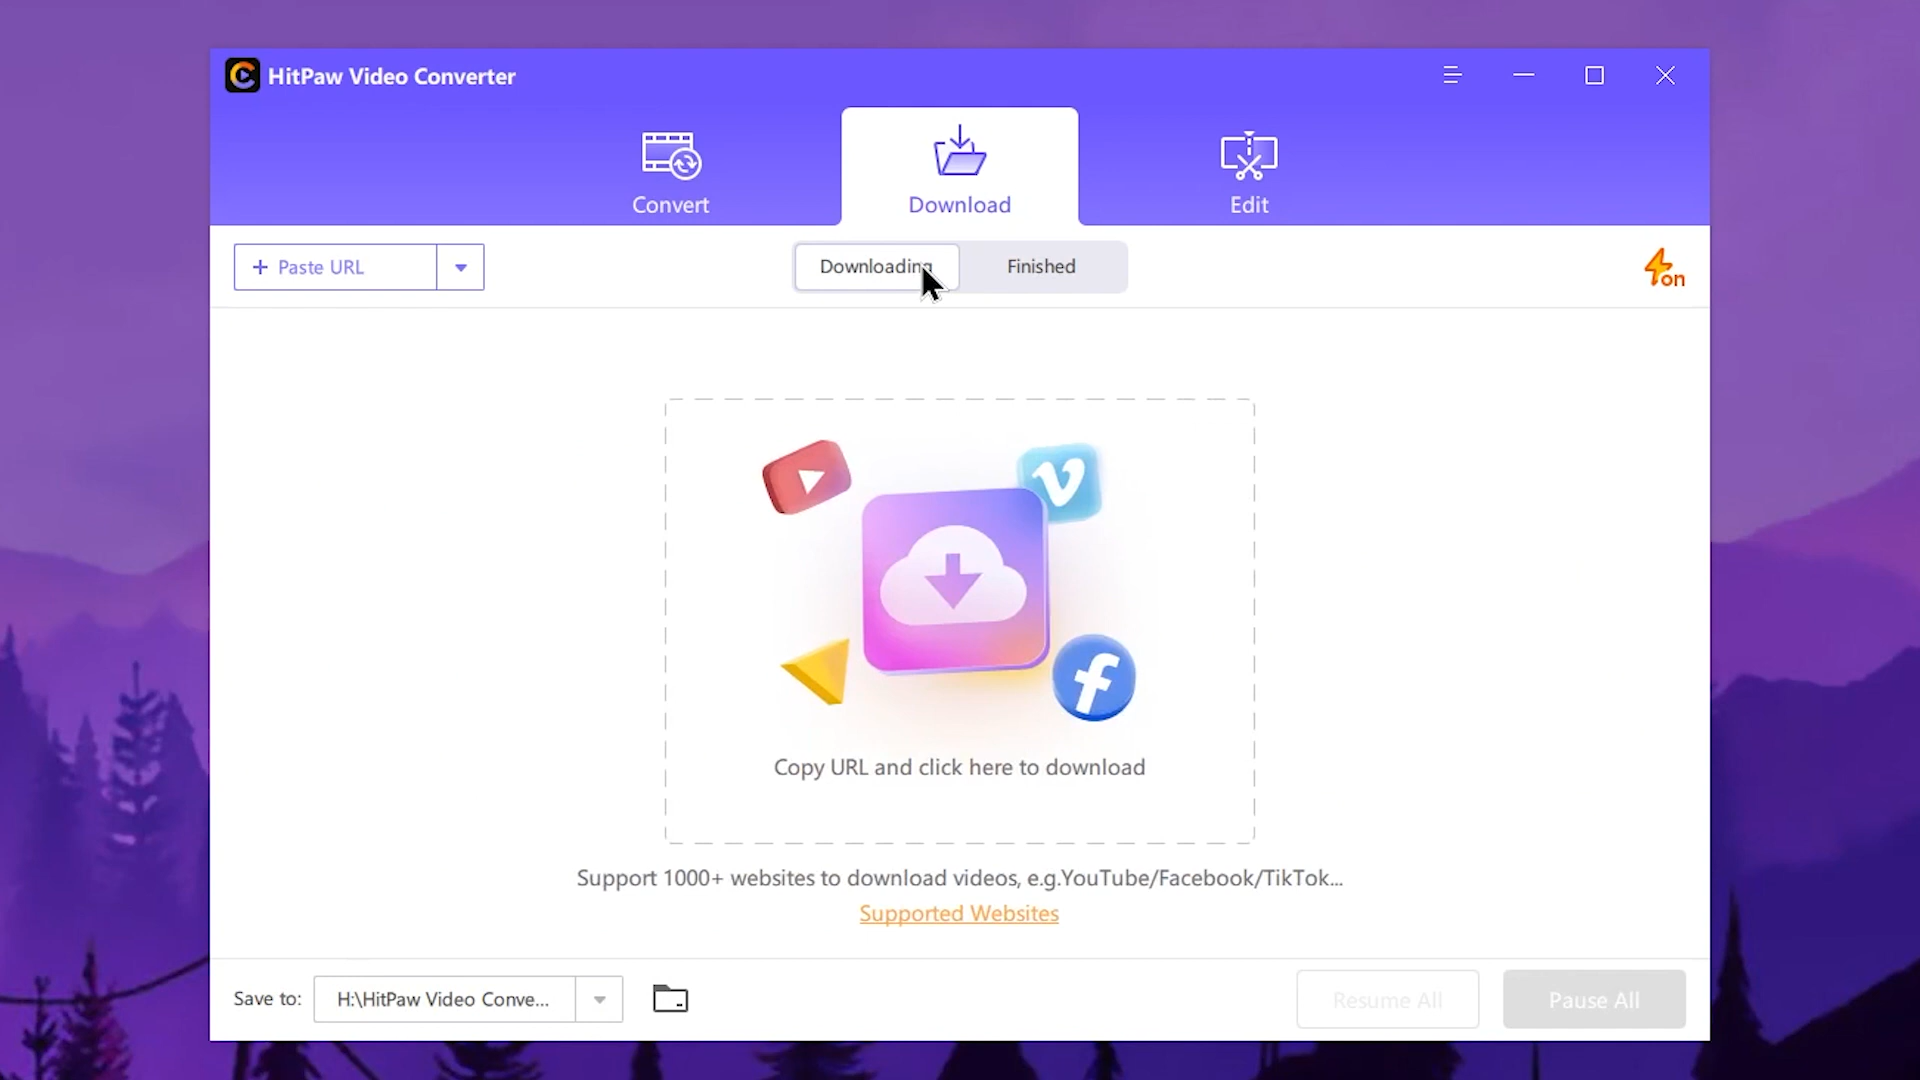 HitPaw Video Converter
Convert
Download
Edit
+ Paste URL
Downloading
Finished
on
Copy URL and click here to download
Support 1000+ websites to download videos, e.g.YouTube/Facebook/TikTok...
Supported Websites
Save to:
H:\HitPaw Video Conve...
Resume All
Pause All